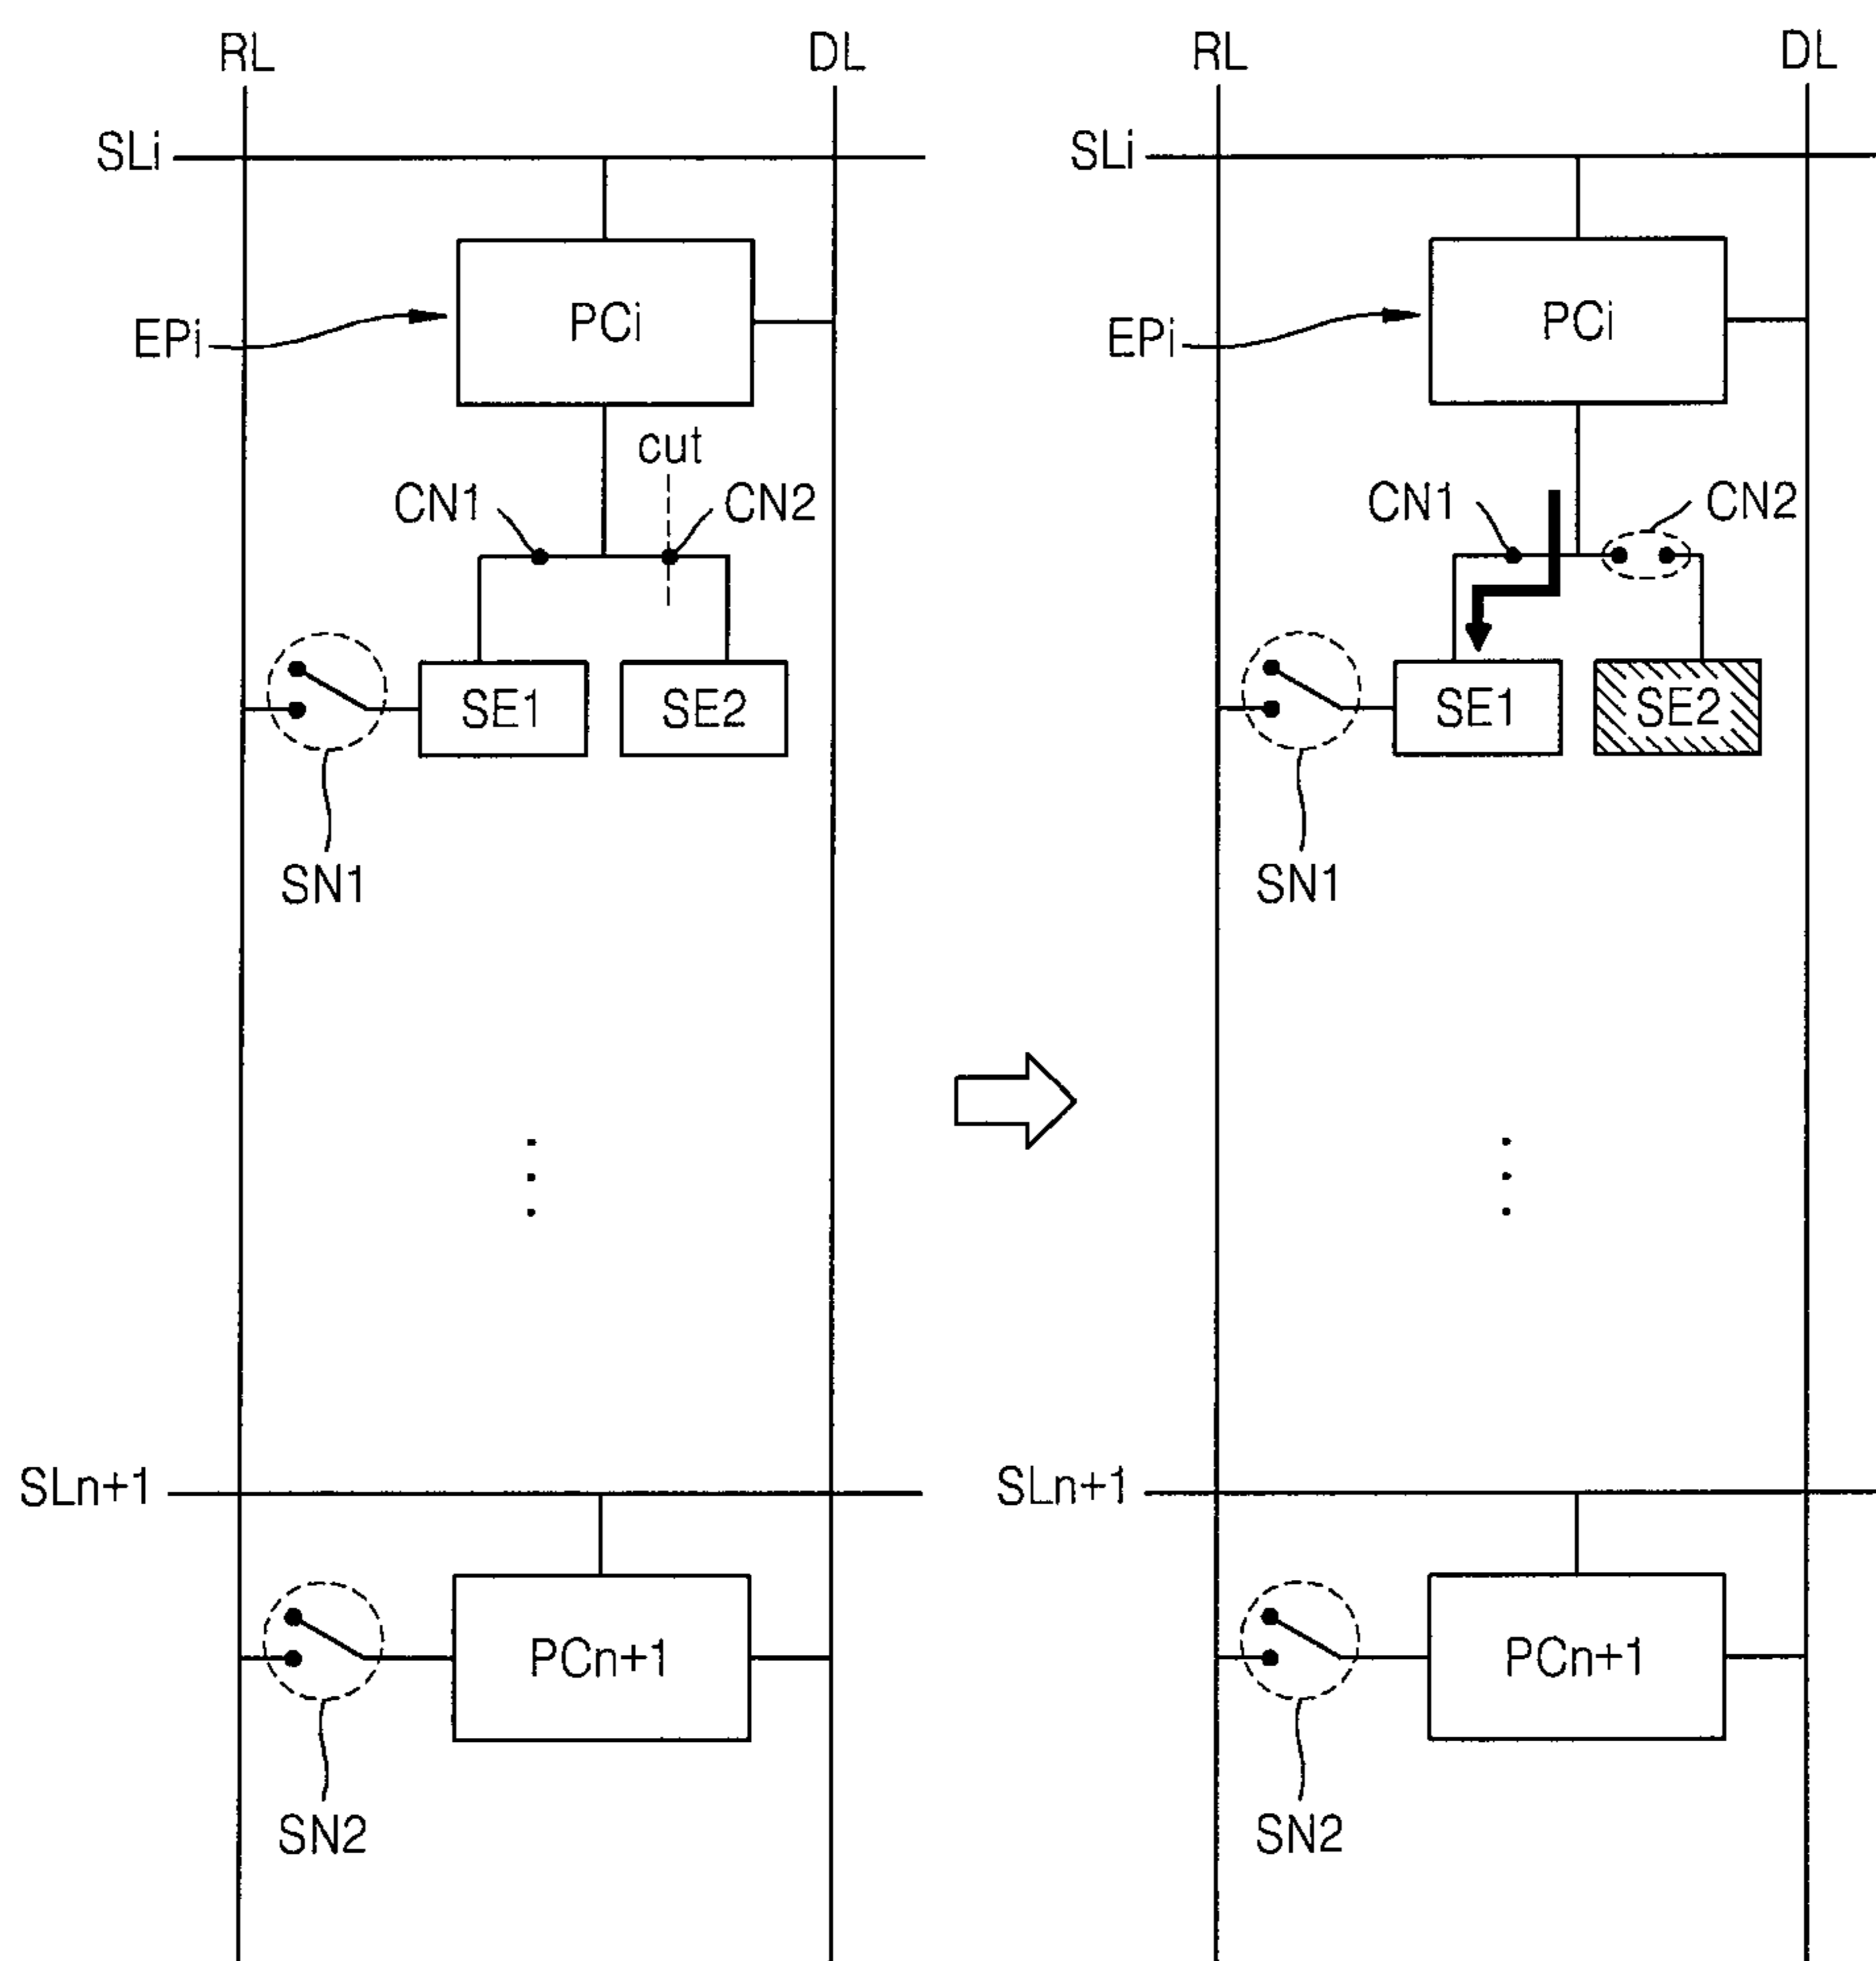 RL
DL
SLi
PCi
EPi
cut
CN1
CN2
SE1
SE2
SN1
SLn+1
PCn+1
SN2
RL
DL
SLi
PCi
EPi
CN1
CN2
SE1
SE2
SN1
SLn+1
PCn+1
SN2